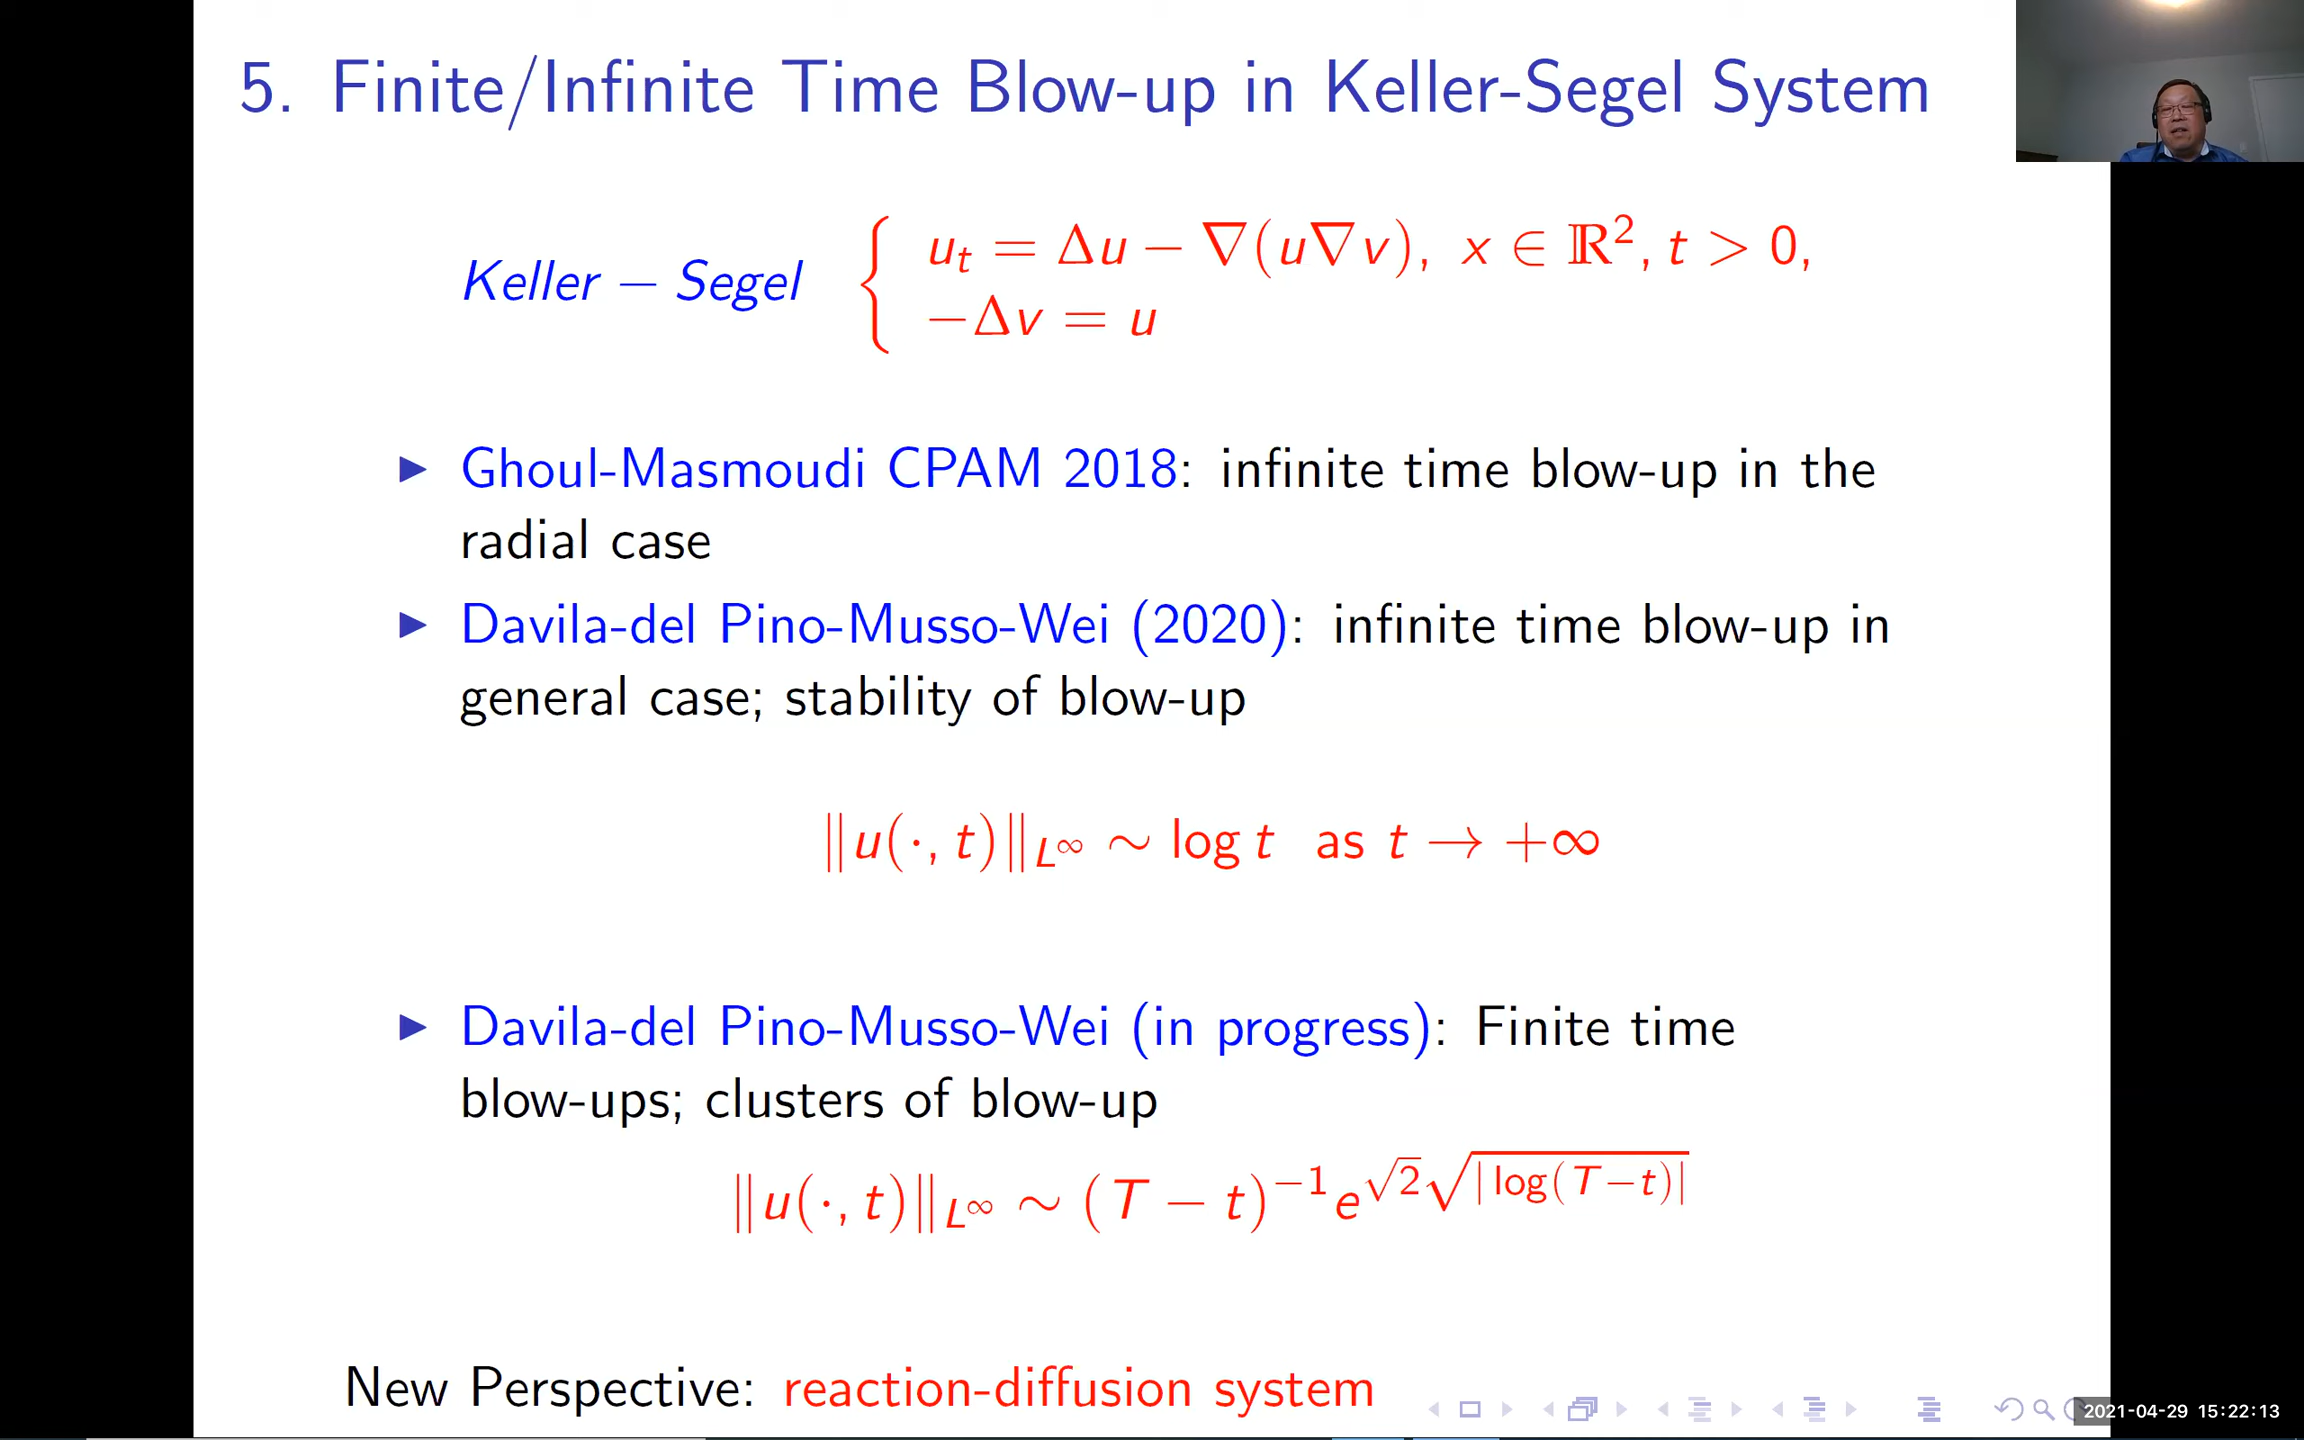 5. Finite/Infinite Time Blow-up in Keller-Segel System
Keller − Segel { u_t = Δu − ∇(u∇v), x ∈ ℝ², t > 0,
−Δv = u
▶ Ghoul-Masmoudi CPAM 2018: infinite time blow-up in the
radial case
▶ Davila-del Pino-Musso-Wei (2020): infinite time blow-up in
general case; stability of blow-up
‖u(·, t)‖_{L^∞} ∼ log t as t → +∞
▶ Davila-del Pino-Musso-Wei (in progress): Finite time
blow-ups; clusters of blow-up
‖u(·, t)‖_{L^∞} ∼ (T − t)^{−1} e^{√2√|log(T−t)|}
New Perspective: reaction-diffusion system
2021-04-29 15:22:13